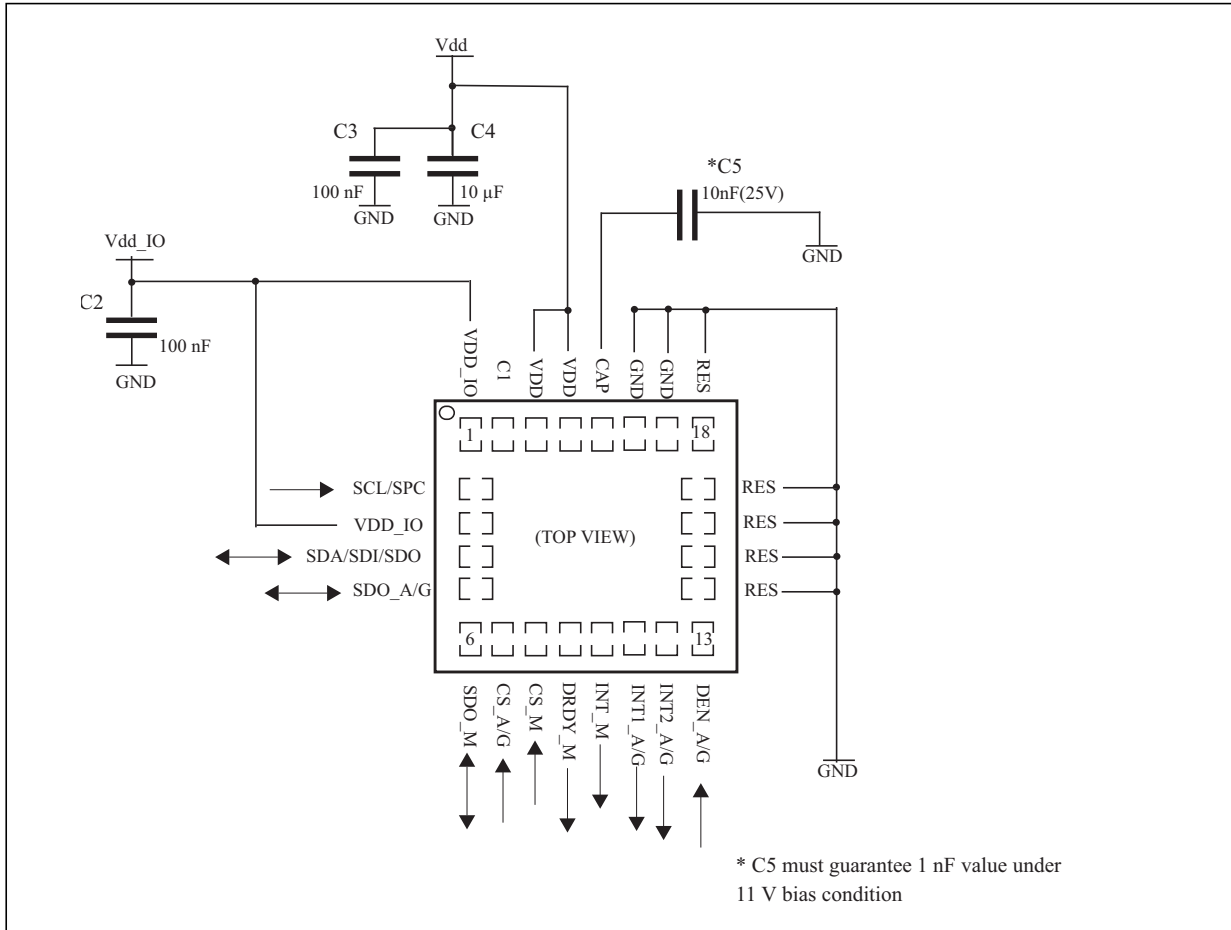 Vdd
C3
C4
100 nF
10 µF
GND
GND
*C5
10nF(25V)
GND
Vdd_IO
C2
100 nF
GND
VDD_IO
C1
VDD
VDD
CAP
GND
GND
RES
1
18
SCL/SPC
VDD_IO
SDA/SDI/SDO
SDO_A/G
(TOP VIEW)
RES
RES
RES
RES
6
13
SDO_M
CS_A/G
CS_M
DRDY_M
INT_M
INT1_A/G
INT2_A/G
DEN_A/G
GND
* C5 must guarantee 1 nF value under
11 V bias condition